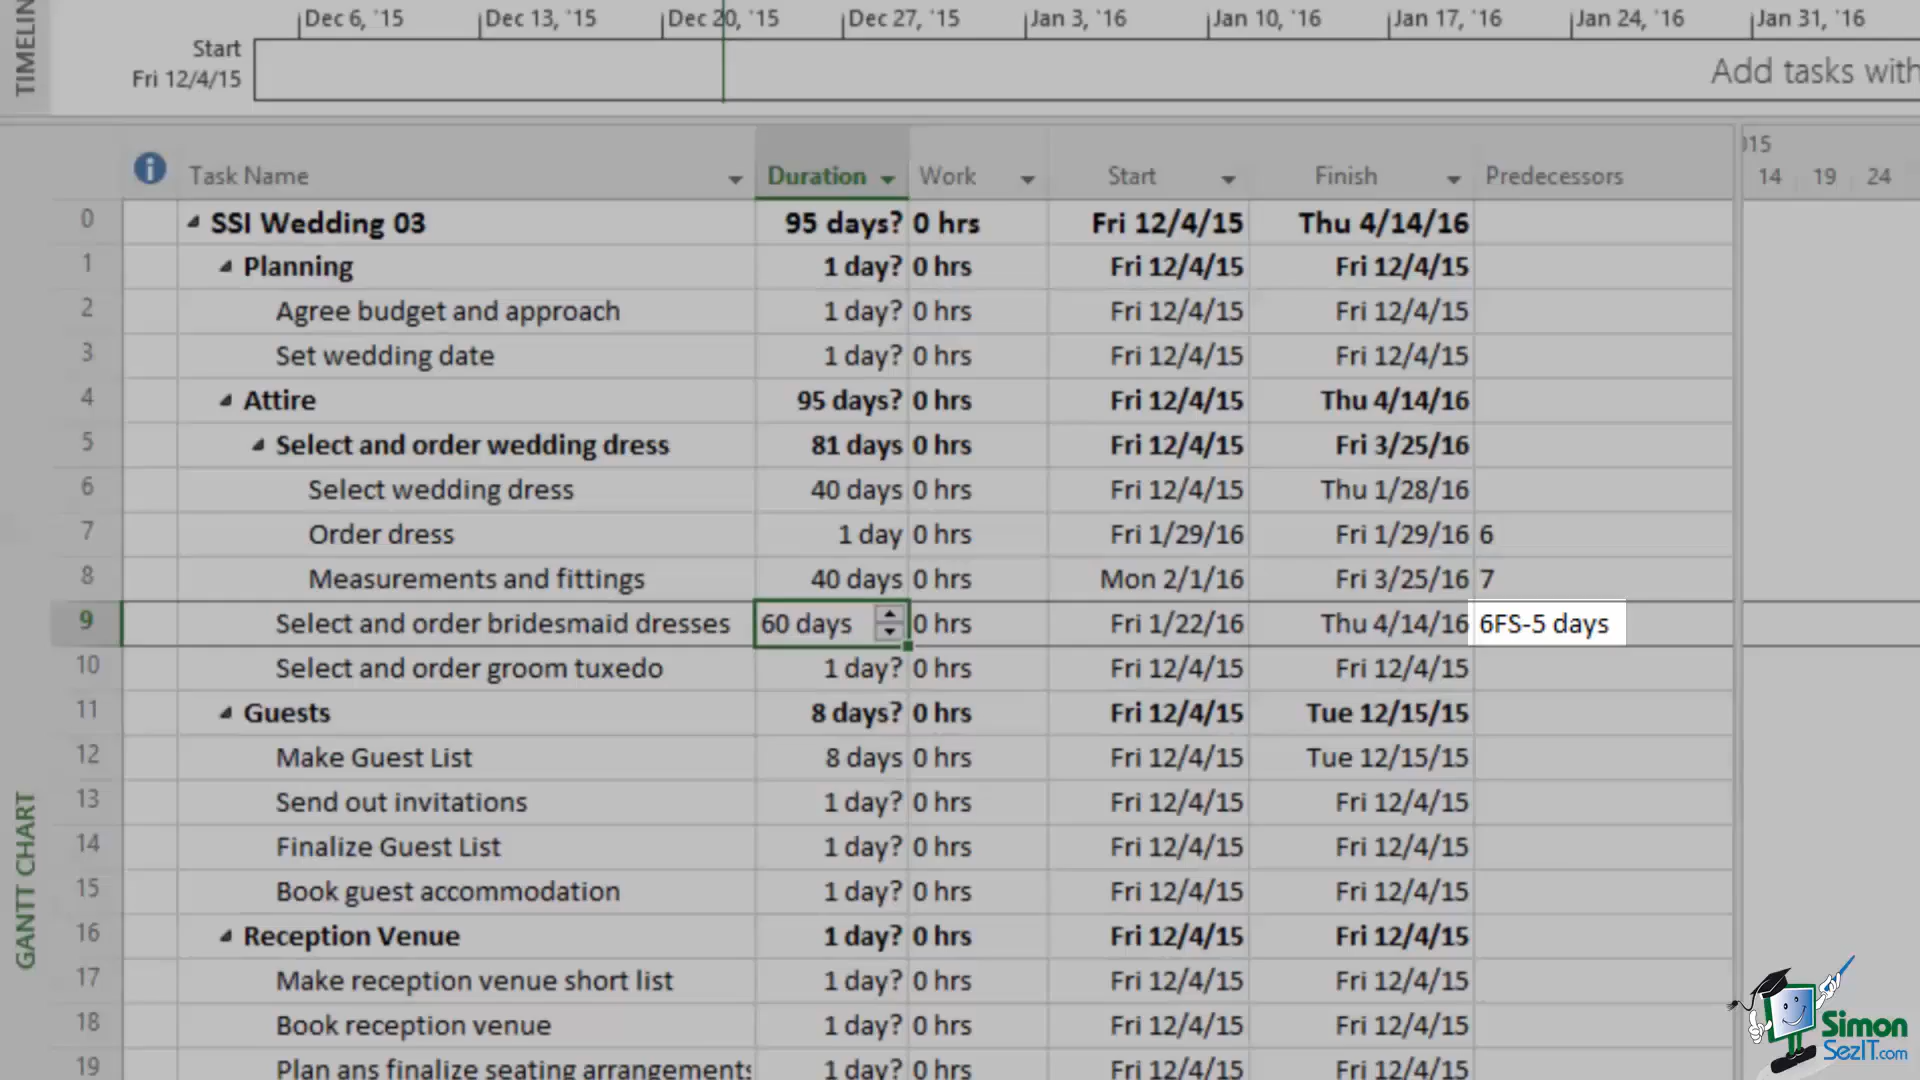 TIMELIN
Dec 6, '15 Dec 13, '15 Dec 20, '15 Dec 27, '15 Jan 3, '16 Jan 10, '16 Jan 17, '16 Jan 24, '16 Jan 31, '16
Start
Fri 12/4/15
Add tasks with
015
Task Name Duration Work Start Finish Predecessors 14 19 24
0 SSI Wedding 03 95 days? 0 hrs Fri 12/4/15 Thu 4/14/16
1 Planning 1 day? 0 hrs Fri 12/4/15 Fri 12/4/15
2 Agree budget and approach 1 day? 0 hrs Fri 12/4/15 Fri 12/4/15
3 Set wedding date 1 day? 0 hrs Fri 12/4/15 Fri 12/4/15
4 Attire 95 days? 0 hrs Fri 12/4/15 Thu 4/14/16
5 Select and order wedding dress 81 days 0 hrs Fri 12/4/15 Fri 3/25/16
6 Select wedding dress 40 days 0 hrs Fri 12/4/15 Thu 1/28/16
7 Order dress 1 day 0 hrs Fri 1/29/16 Fri 1/29/16 6
8 Measurements and fittings 40 days 0 hrs Mon 2/1/16 Fri 3/25/16 7
9 Select and order bridesmaid dresses 60 days 0 hrs Fri 1/22/16 Thu 4/14/16 6FS-5 days
10 Select and order groom tuxedo 1 day? 0 hrs Fri 12/4/15 Fri 12/4/15
11 Guests 8 days? 0 hrs Fri 12/4/15 Tue 12/15/15
12 Make Guest List 8 days 0 hrs Fri 12/4/15 Tue 12/15/15
13 Send out invitations 1 day? 0 hrs Fri 12/4/15 Fri 12/4/15
14 Finalize Guest List 1 day? 0 hrs Fri 12/4/15 Fri 12/4/15
15 Book guest accommodation 1 day? 0 hrs Fri 12/4/15 Fri 12/4/15
16 Reception Venue 1 day? 0 hrs Fri 12/4/15 Fri 12/4/15
17 Make reception venue short list 1 day? 0 hrs Fri 12/4/15 Fri 12/4/15
18 Book reception venue 1 day? 0 hrs Fri 12/4/15 Fri 12/4/15
19 Plan ans finalize seating arrangements 1 day? 0 hrs Fri 12/4/15 Fri 12/4/15
GANTT CHART
Simon
SezIT.com